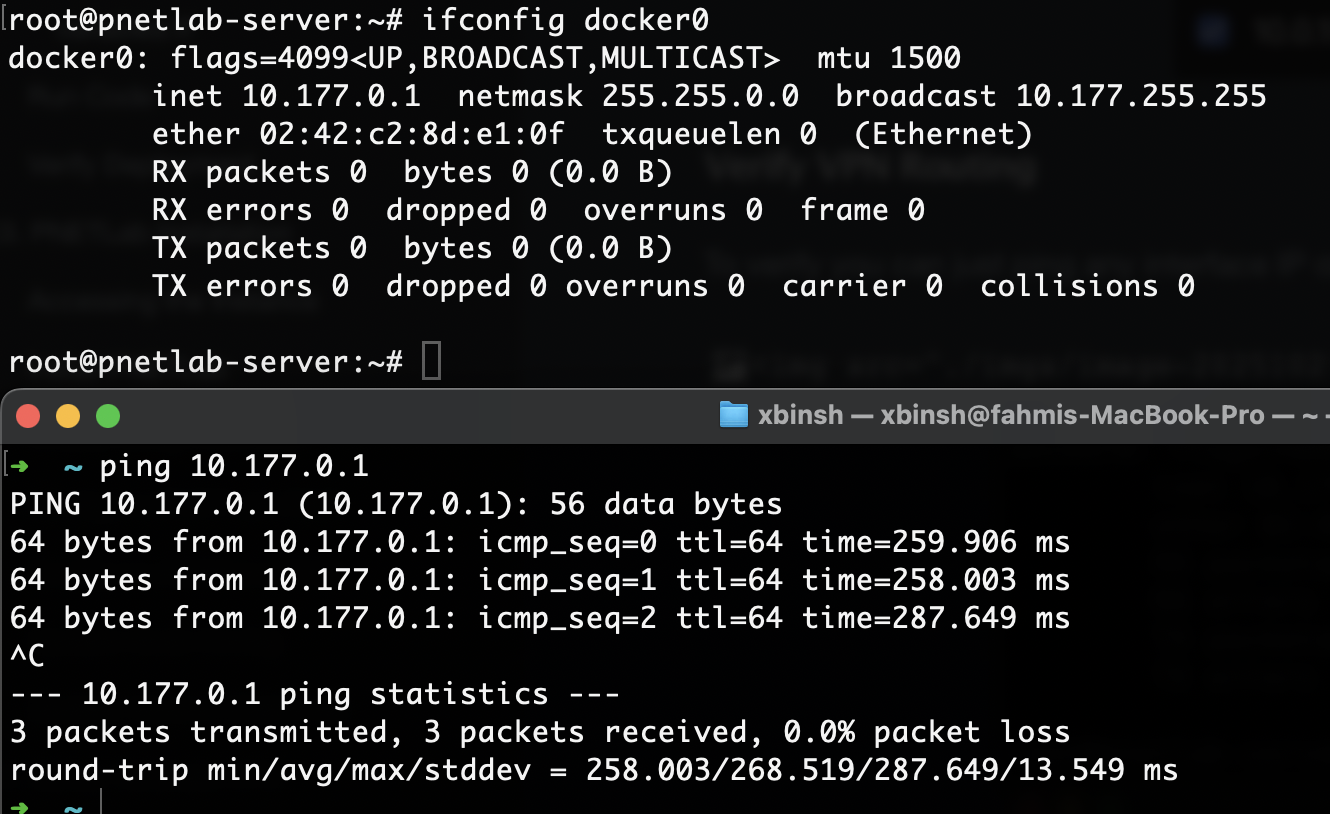 root@pnetlab-server:~# ifconfig docker0
docker0: flags=4099<UP,BROADCAST,MULTICAST>  mtu 1500
        inet 10.177.0.1  netmask 255.255.0.0  broadcast 10.177.255.255
        ether 02:42:c2:8d:e1:0f  txqueuelen 0  (Ethernet)
        RX packets 0  bytes 0 (0.0 B)
        RX errors 0  dropped 0  overruns 0  frame 0
        TX packets 0  bytes 0 (0.0 B)
        TX errors 0  dropped 0 overruns 0  carrier 0  collisions 0
Verify VPN Routing
root@pnetlab-server:~#
xbinsh — xbinsh@fahmis-MacBook-Pro — ~ -
➜  ~ ping 10.177.0.1
PING 10.177.0.1 (10.177.0.1): 56 data bytes
64 bytes from 10.177.0.1: icmp_seq=0 ttl=64 time=259.906 ms
64 bytes from 10.177.0.1: icmp_seq=1 ttl=64 time=258.003 ms
64 bytes from 10.177.0.1: icmp_seq=2 ttl=64 time=287.649 ms
^C
--- 10.177.0.1 ping statistics ---
3 packets transmitted, 3 packets received, 0.0% packet loss
round-trip min/avg/max/stddev = 258.003/268.519/287.649/13.549 ms
➜  ~